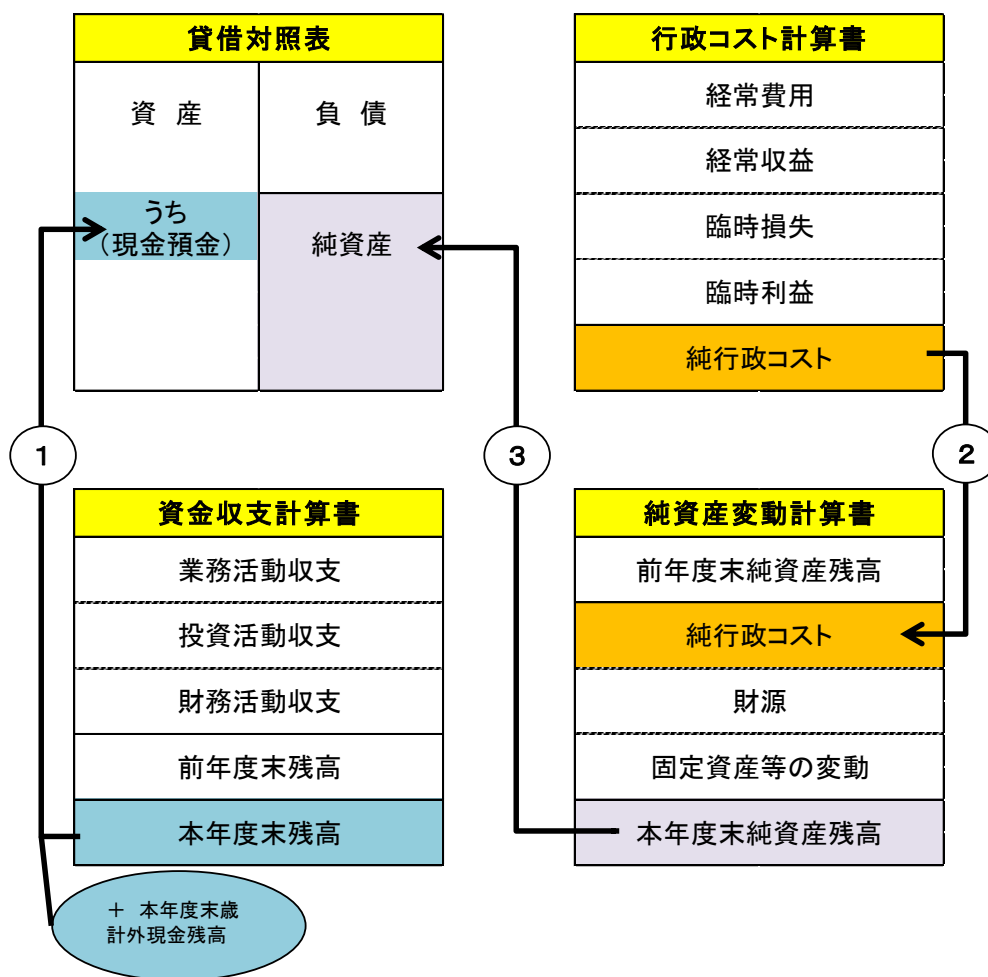 貸借対照表
資 産
負 債
うち
（現金預金）
純資産
行政コスト計算書
経常費用
経常収益
臨時損失
臨時利益
純行政コスト
1
3
2
資金収支計算書
業務活動収支
投資活動収支
財務活動収支
前年度末残高
本年度末残高
＋ 本年度末歳
計外現金残高
純資産変動計算書
前年度末純資産残高
純行政コスト
財源
固定資産等の変動
本年度末純資産残高